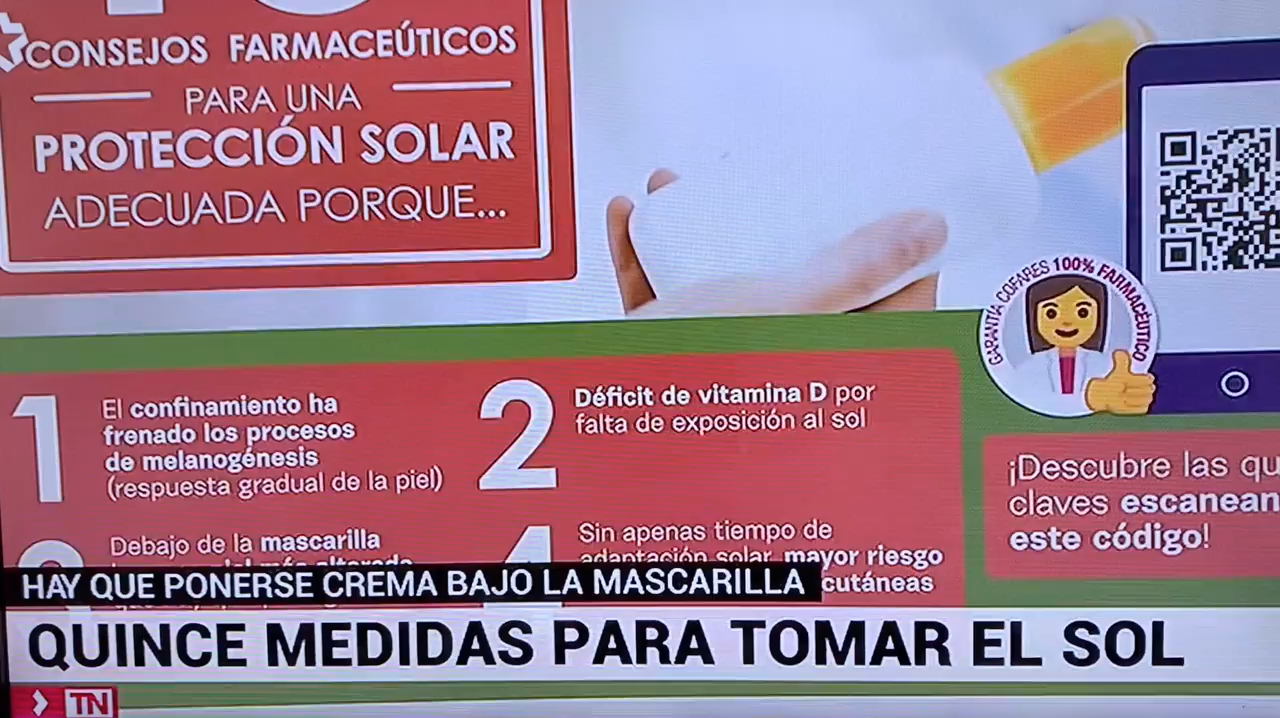 CONSEJOS FARMACEÚTICOS
PARA UNA
PROTECCIÓN SOLAR
ADECUADA PORQUE...
GARANTÍA COFARES 100% FARMACÉUTICO
1
El confinamiento ha
frenado los procesos
de melanogénesis
(respuesta gradual de la piel)
2
Déficit de vitamina D por
falta de exposición al sol
Debajo de la mascarilla
4
Sin apenas tiempo de
adaptación solar, mayor riesgo
cutáneas
¡Descubre las
claves
este código!
HAY QUE PONERSE CREMA BAJO LA MASCARILLA
QUINCE MEDIDAS PARA TOMAR EL SOL
TN